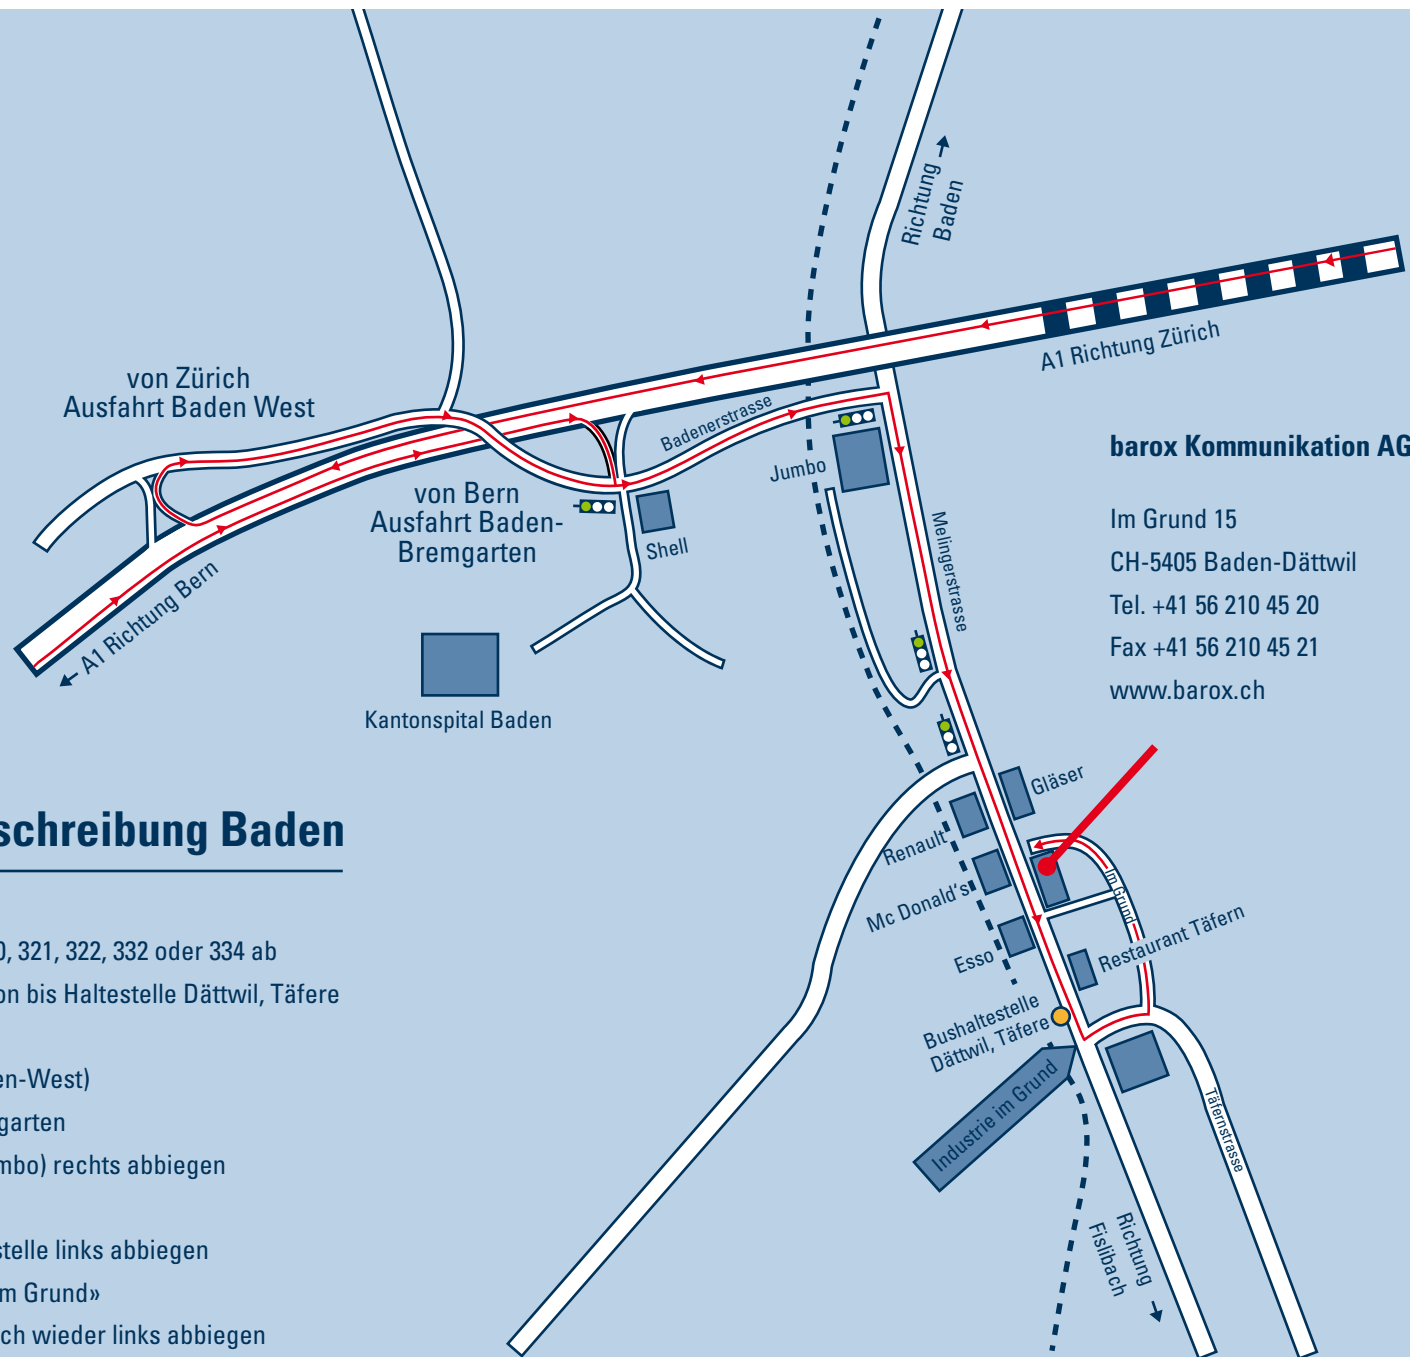 Richtung
Baden
A1 Richtung Zürich
von Zürich
Ausfahrt Baden West
Badenerstrasse
Jumbo
barox Kommunikation AG
von Bern
Ausfahrt Baden-
Bremgarten
Shell
Melingerstrasse
Im Grund 15
CH-5405 Baden-Dättwil
Tel. +41 56 210 45 20
Fax +41 56 210 45 21
www.barox.ch
A1 Richtung Bern
Kantonspital Baden
Gläser
Renault
Mc Donald's
Im Grund
Esso
Restaurant Täfern
Bushaltestelle
Dättwil, Täfere
Industrie im Grund
Täfernstrasse
Richtung
Fislibach
schreibung Baden
0, 321, 322, 332 oder 334 ab
on bis Haltestelle Dättwil, Täfere
en-West)
garten
mbo) rechts abbiegen
stelle links abbiegen
m Grund»
ch wieder links abbiegen